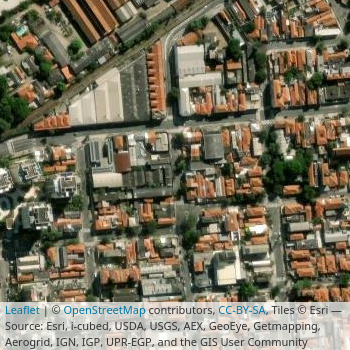 Leaflet | © OpenStreetMap contributors, CC-BY-SA, Tiles © Esri —
Source: Esri, i-cubed, USDA, USGS, AEX, GeoEye, Getmapping,
Aerogrid, IGN, IGP, UPR-EGP, and the GIS User Community